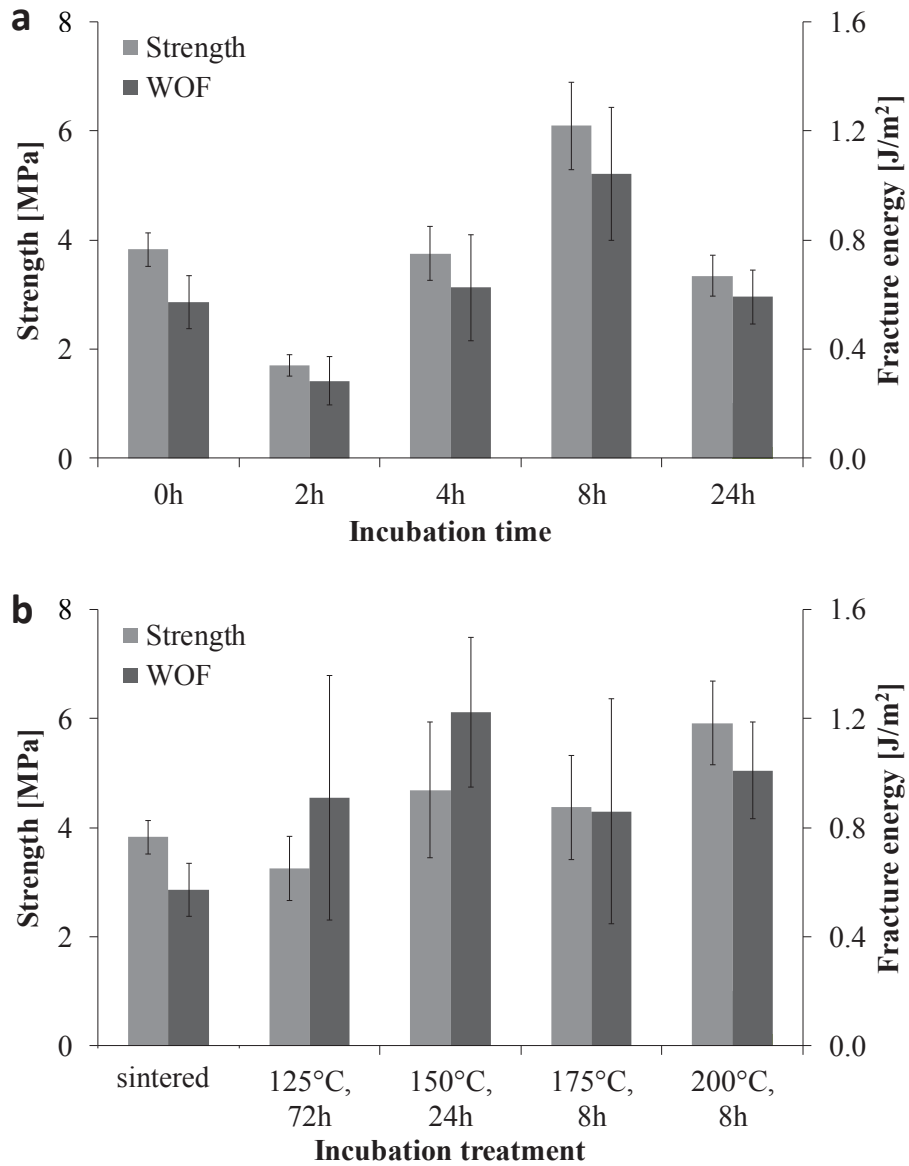 a
8
6
4
2
0
Strength [MPa]
Strength
WOF
1.6
1.2
0.8
0.4
0.0
Fracture energy [J/m²]
0h 2h 4h 8h 24h
Incubation time
b
8
6
4
2
0
Strength [MPa]
Strength
WOF
1.6
1.2
0.8
0.4
0.0
Fracture energy [J/m²]
sintered 125°C, 150°C, 175°C, 200°C,
72h 24h 8h 8h
Incubation treatment